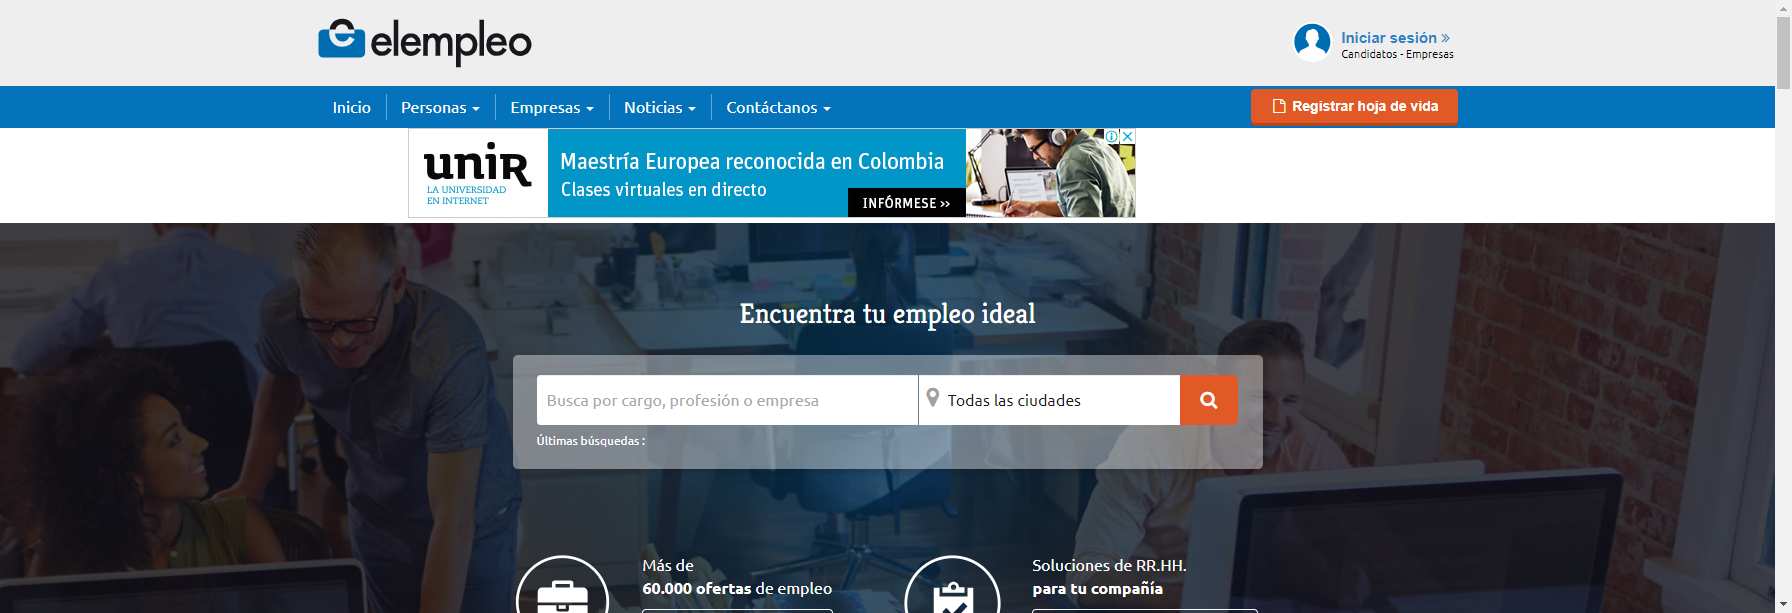 elempleo
Iniciar sesión »
Candidatos - Empresas
Inicio
Personas
Empresas
Noticias
Contáctanos
Registrar hoja de vida
unir
LA UNIVERSIDAD
EN INTERNET
Maestría Europea reconocida en Colombia
Clases virtuales en directo
INFÓRMESE >>
Encuentra tu empleo ideal
Busca por cargo, profesión o empresa
Todas las ciudades
Últimas búsquedas :
Más de
60.000 ofertas de empleo
Soluciones de RR.HH.
para tu compañía